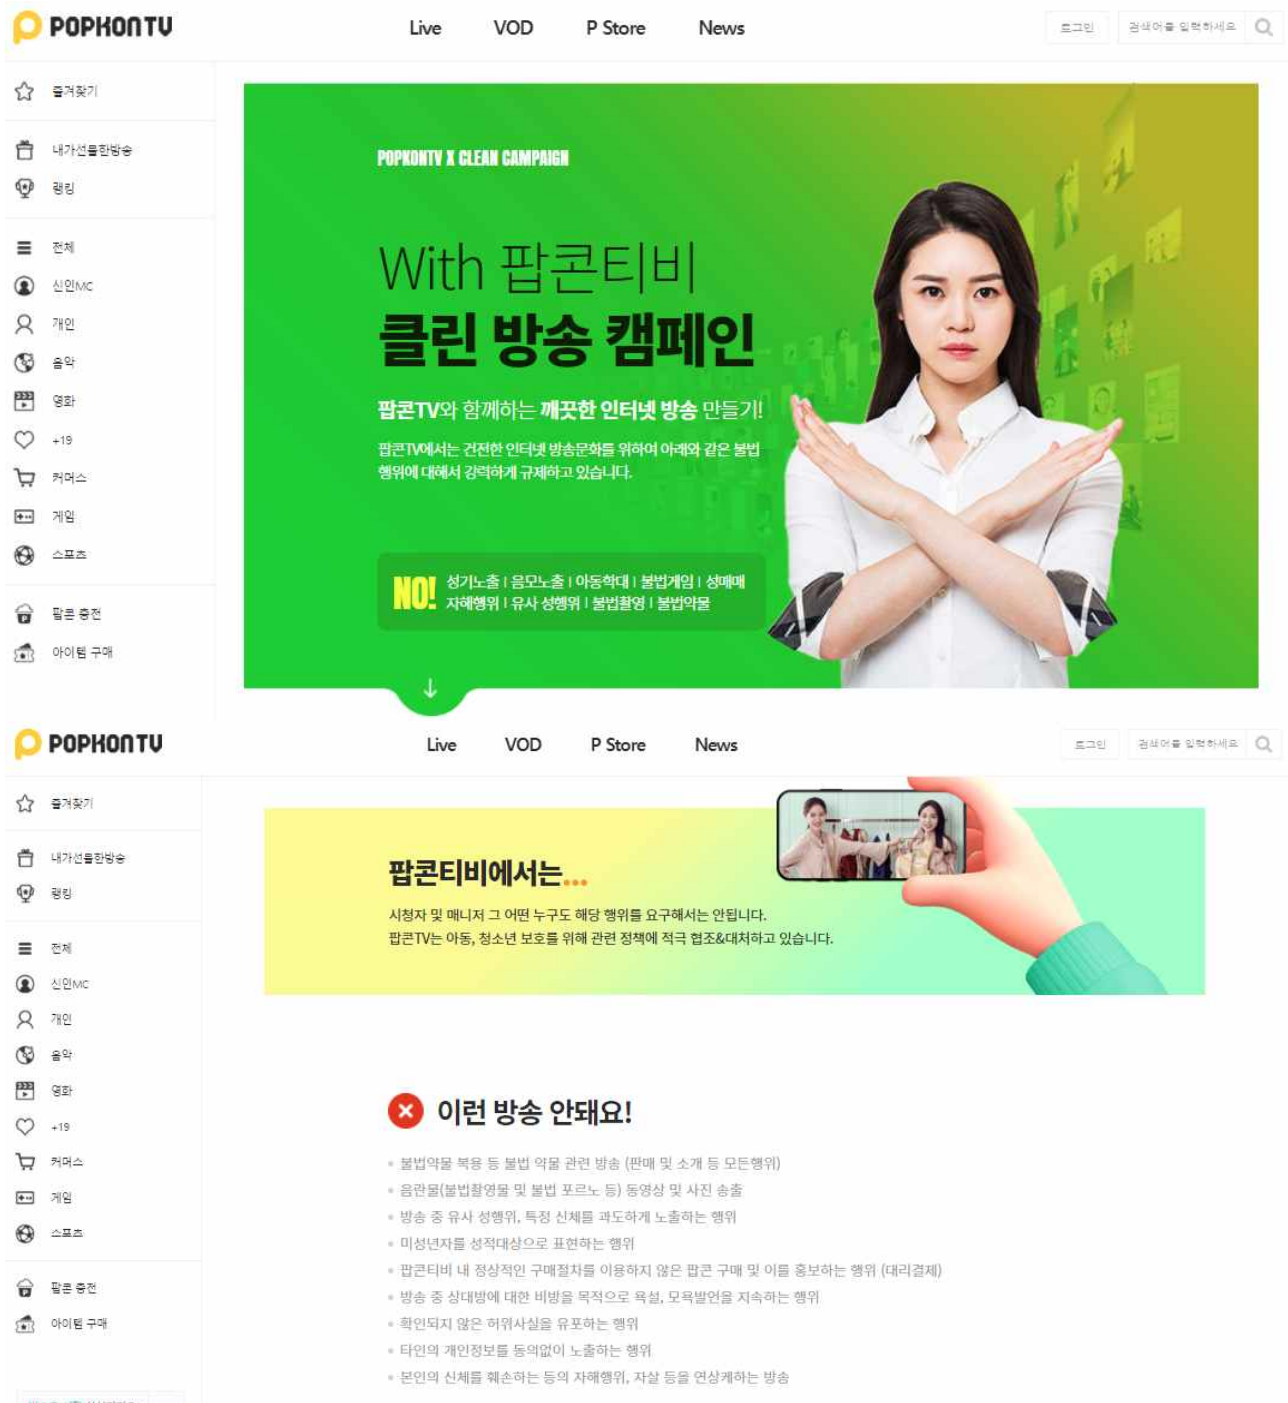 POPKONTV
Live
VOD
P Store
News
로그인
검색어를 입력하세요
즐겨찾기
내가선물한방송
랭킹
전체
신인MC
개인
음악
영화
+19
커머스
게임
스포츠
팝콘 충전
아이템 구매
POPKONTV X CLEAN CAMPAIGN
With 팝콘티비
클린 방송 캠페인
팝콘TV와 함께하는 깨끗한 인터넷 방송 만들기!
팝콘TV에서는 건전한 인터넷 방송문화를 위하여 아래와 같은 불법
행위에 대해서 강력하게 규제하고 있습니다.
NO!
성기노출 | 음모노출 | 아동학대 | 불법게임 | 성매매
자해행위 | 유사 성행위 | 불법촬영 | 불법약물
POPKONTV
Live
VOD
P Store
News
로그인
검색어를 입력하세요
즐겨찾기
내가선물한방송
랭킹
전체
신인MC
개인
음악
영화
+19
커머스
게임
스포츠
팝콘 충전
아이템 구매
팝콘티비에서는...
시청자 및 매니저 그 어떤 누구도 해당 행위를 요구해서는 안됩니다.
팝콘TV는 아동, 청소년 보호를 위해 관련 정책에 적극 협조&대처하고 있습니다.
이런 방송 안돼요!
불법약물 복용 등 불법 약물 관련 방송 (판매 및 소개 등 모든행위)
음란물(불법촬영물 및 불법 포르노 등) 동영상 및 사진 송출
방송 중 유사 성행위, 특정 신체를 과도하게 노출하는 행위
미성년자를 성적대상으로 표현하는 행위
팝콘티비 내 정상적인 구매절차를 이용하지 않은 팝콘 구매 및 이를 홍보하는 행위 (대리결제)
방송 중 상대방에 대한 비방을 목적으로 욕설, 모욕발언을 지속하는 행위
확인되지 않은 허위사실을 유포하는 행위
타인의 개인정보를 동의없이 노출하는 행위
본인의 신체를 훼손하는 등의 자해행위, 자살 등을 연상케하는 방송